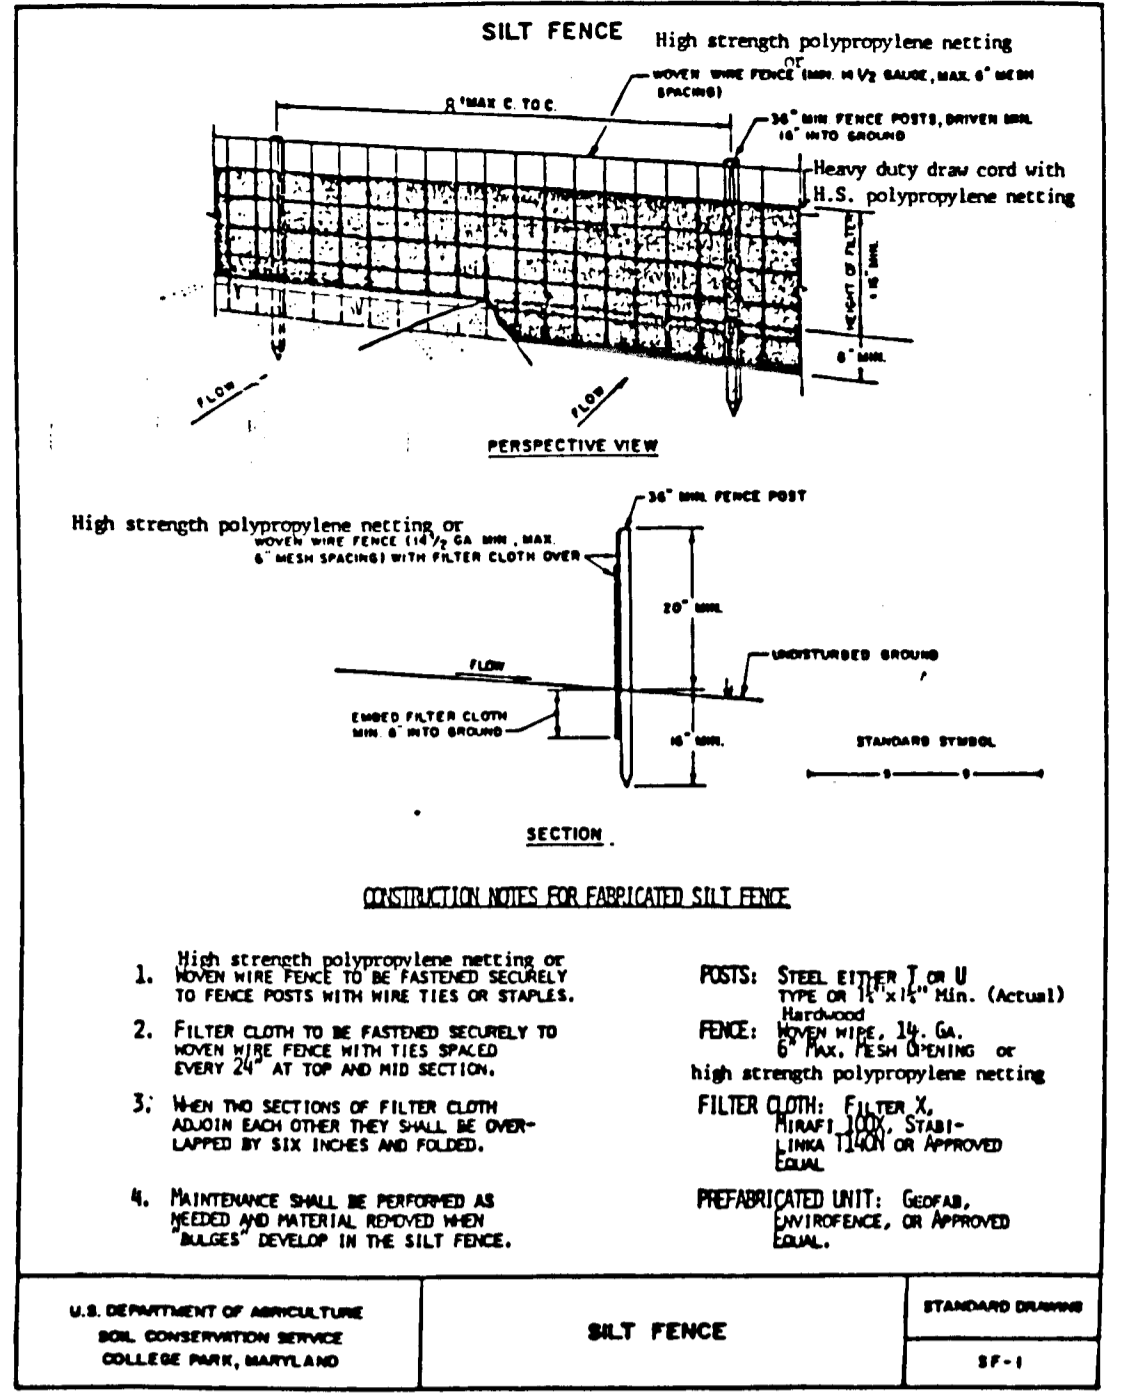 SILT FENCE
High strength polypropylene netting
or
WOVEN WIRE FENCE (MIN. 14 1/2 GAUGE, MAX. 6" MESH
SPACING)
8' MAX C. TO C.
36" MIN. FENCE POSTS, DRIVEN MIN.
16" INTO GROUND
Heavy duty draw cord with
H.S. polypropylene netting
HEIGHT OF FILTER
MIN.
8" MIN.
FLOW
FLOW
PERSPECTIVE VIEW
36" MIN. FENCE POST
High strength polypropylene netting or
WOVEN WIRE FENCE (14 1/2 GA MIN, MAX.
6" MESH SPACING) WITH FILTER CLOTH OVER
20" MIN.
UNDISTURBED GROUND
FLOW
EMBED FILTER CLOTH
MIN. 6" INTO GROUND
16" MIN.
STANDARD SYMBOL
SECTION
CONSTRUCTION NOTES FOR FABRICATED SILT FENCE
High strength polypropylene netting or
1. WOVEN WIRE FENCE TO BE FASTENED SECURELY
TO FENCE POSTS WITH WIRE TIES OR STAPLES.
2. FILTER CLOTH TO BE FASTENED SECURELY TO
WOVEN WIRE FENCE WITH TIES SPACED
EVERY 24" AT TOP AND MID SECTION.
3. WHEN TWO SECTIONS OF FILTER CLOTH
ADJOIN EACH OTHER THEY SHALL BE OVER-
LAPPED BY SIX INCHES AND FOLDED.
4. MAINTENANCE SHALL BE PERFORMED AS
NEEDED AND MATERIAL REMOVED WHEN
"BULGES" DEVELOP IN THE SILT FENCE.
POSTS: STEEL EITHER T OR U
TYPE OR Min. (Actual)
Hardwood
FENCE: WOVEN WIRE, 14. GA.
6" MAX. MESH OPENING or
high strength polypropylene netting
FILTER CLOTH: FILTER X,
MIRAFI 100X, STABI-
LINKA T140N OR APPROVED
EQUAL
PREFABRICATED UNIT: GEOFAB,
ENVIROFENCE, OR APPROVED
EQUAL.
U.S. DEPARTMENT OF AGRICULTURE
SOIL CONSERVATION SERVICE
COLLEGE PARK, MARYLAND
SILT FENCE
STANDARD DRAWING
SF-1